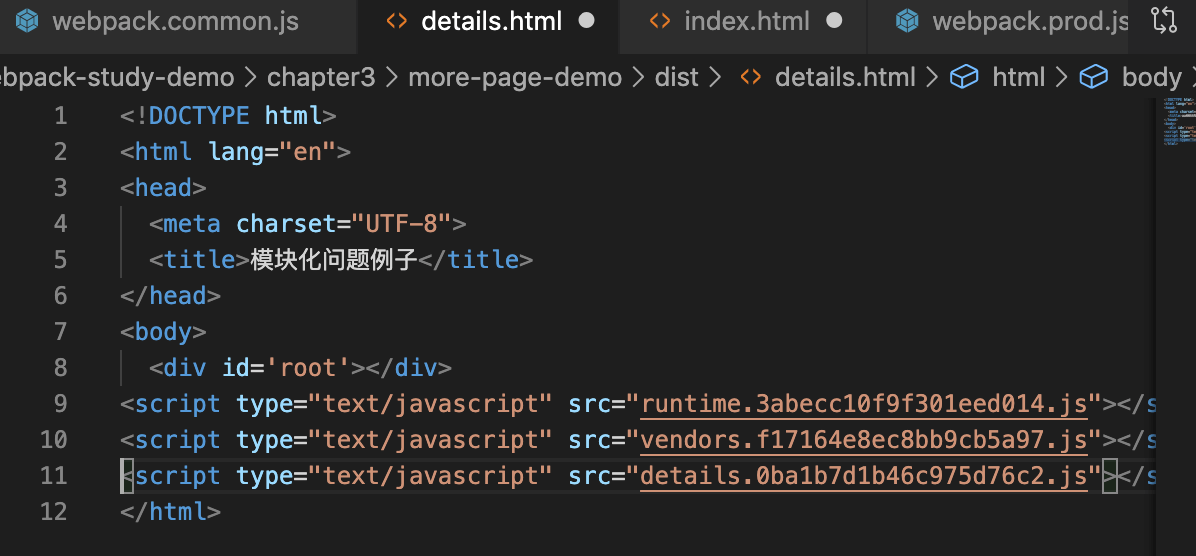 webpack.common.js details.html index.html webpack.prod.js
ebpack-study-demo > chapter3 > more-page-demo > dist > details.html > html > body >
1 <!DOCTYPE html>
2 <html lang="en">
3 <head>
4 <meta charset="UTF-8">
5 <title>模块化问题例子</title>
6 </head>
7 <body>
8 <div id='root'></div>
9 <script type="text/javascript" src="runtime.3abecc10f9f301eed014.js"></s
10 <script type="text/javascript" src="vendors.f17164e8ec8bb9cb5a97.js"></s
11 <script type="text/javascript" src="details.0ba1b7d1b46c975d76c2.js"></s
12 </html>